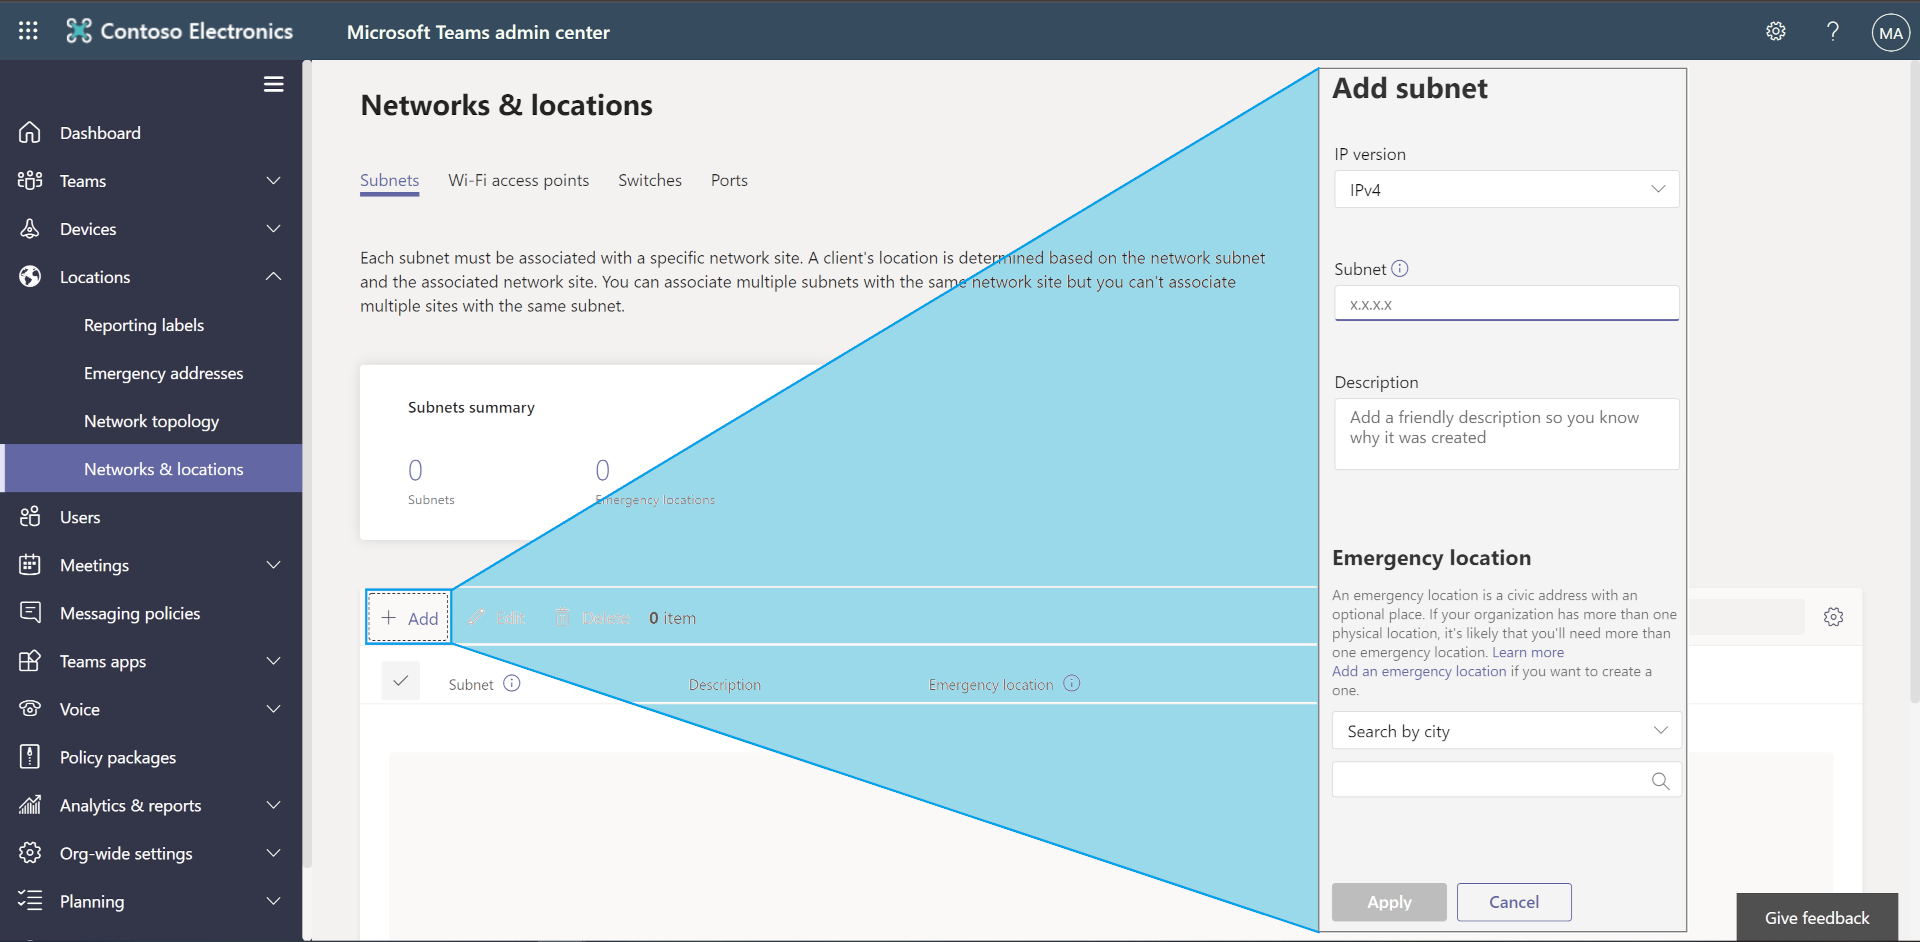 Contoso Electronics
Microsoft Teams admin center
MA
Dashboard
Teams
Devices
Locations
Reporting labels
Emergency addresses
Network topology
Networks & locations
Users
Meetings
Messaging policies
Teams apps
Voice
Policy packages
Analytics & reports
Org-wide settings
Planning
Networks & locations
Subnets
Wi-Fi access points
Switches
Ports
Each subnet must be associated with a specific network site. A client's location is determined based on the network subnet
and the associated network site. You can associate multiple subnets with the same network site but you can't associate
multiple sites with the same subnet.
Subnets summary
0
Subnets
0
Emergency locations
Add
Edit
Delete
0 item
Subnet
Description
Emergency location
Add subnet
IP version
IPv4
Subnet
x.x.x.x
Description
Add a friendly description so you know
why it was created
Emergency location
An emergency location is a civic address with an
optional place. If your organization has more than one
physical location, it's likely that you'll need more than
one emergency location. Learn more
Add an emergency location if you want to create a
one.
Search by city
Apply
Cancel
Give feedback